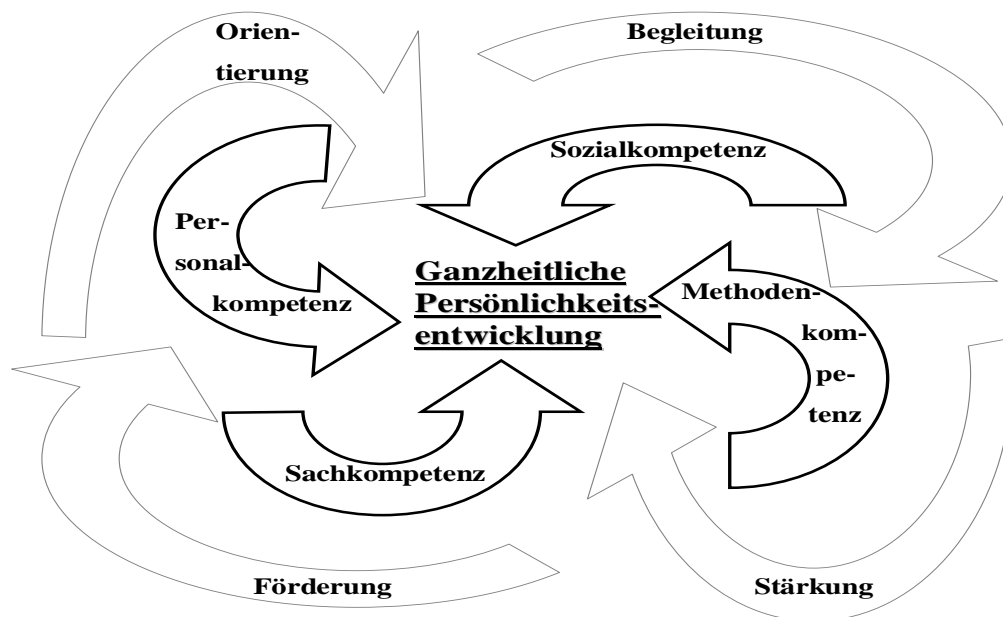 Orien-
tierung
Begleitung
Sozialkompetenz
Per-
sonal-
kompetenz
Ganzheitliche
Persönlichkeits-
entwicklung
Methoden-
kom-
pe-
tenz
Sachkompetenz
Förderung
Stärkung